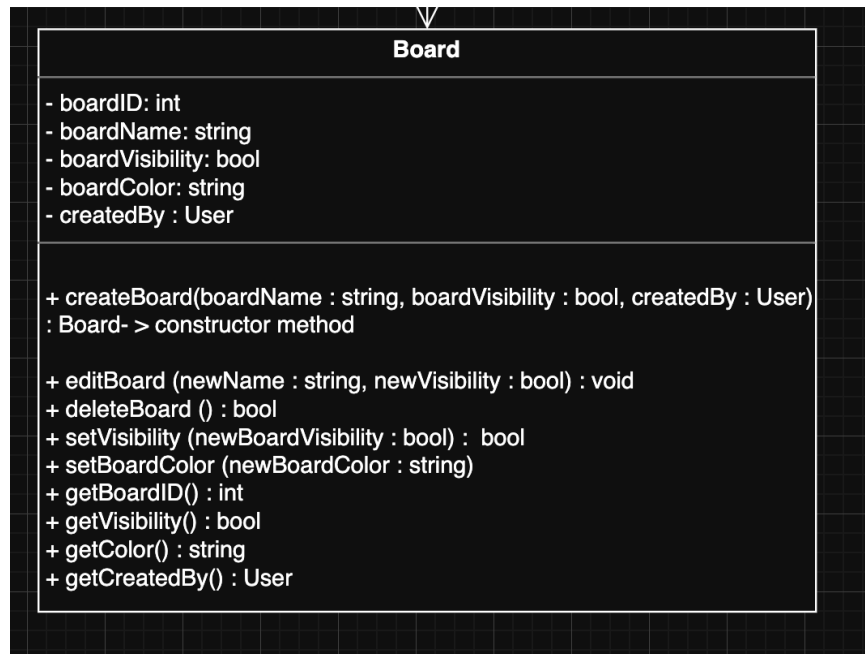 Board
- boardID: int
- boardName: string
- boardVisibility: bool
- boardColor: string
- createdBy : User
+ createBoard(boardName : string, boardVisibility : bool, createdBy : User)
: Board- > constructor method
+ editBoard (newName : string, newVisibility : bool) : void
+ deleteBoard () : bool
+ setVisibility (newBoardVisibility : bool) :  bool
+ setBoardColor (newBoardColor : string)
+ getBoardID() : int
+ getVisibility() : bool
+ getColor() : string
+ getCreatedBy() : User